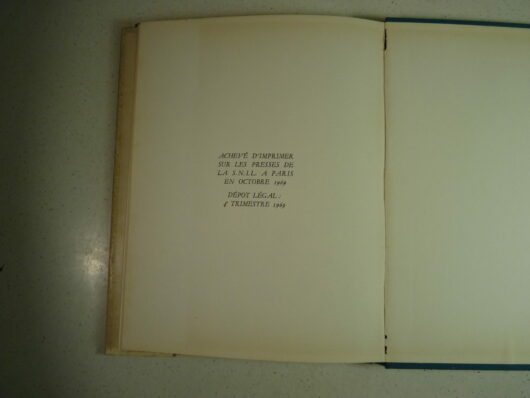 ACHEVÉ D'IMPRIMER
SUR LES PRESSES DE
LA S.N.I.L. A PARIS
EN OCTOBRE 1969
DÉPOT LÉGAL :
4e TRIMESTRE 1969